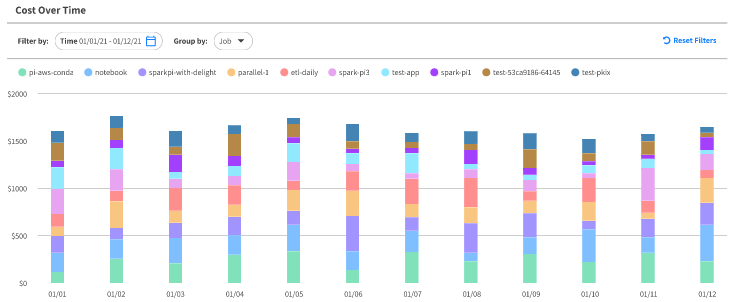 Cost Over Time
Filter by: Time 01/01/21 - 01/12/21 Group by: Job Reset Filters
pi-aws-conda notebook sparkpi-with-delight parallel-1 etl-daily spark-pi3 test-app spark-pi1 test-53ca9186-64145 test-pkix
$2000
$1500
$1000
$500
$0
01/01 01/02 01/03 01/04 01/05 01/06 01/07 01/08 01/09 01/10 01/11 01/12